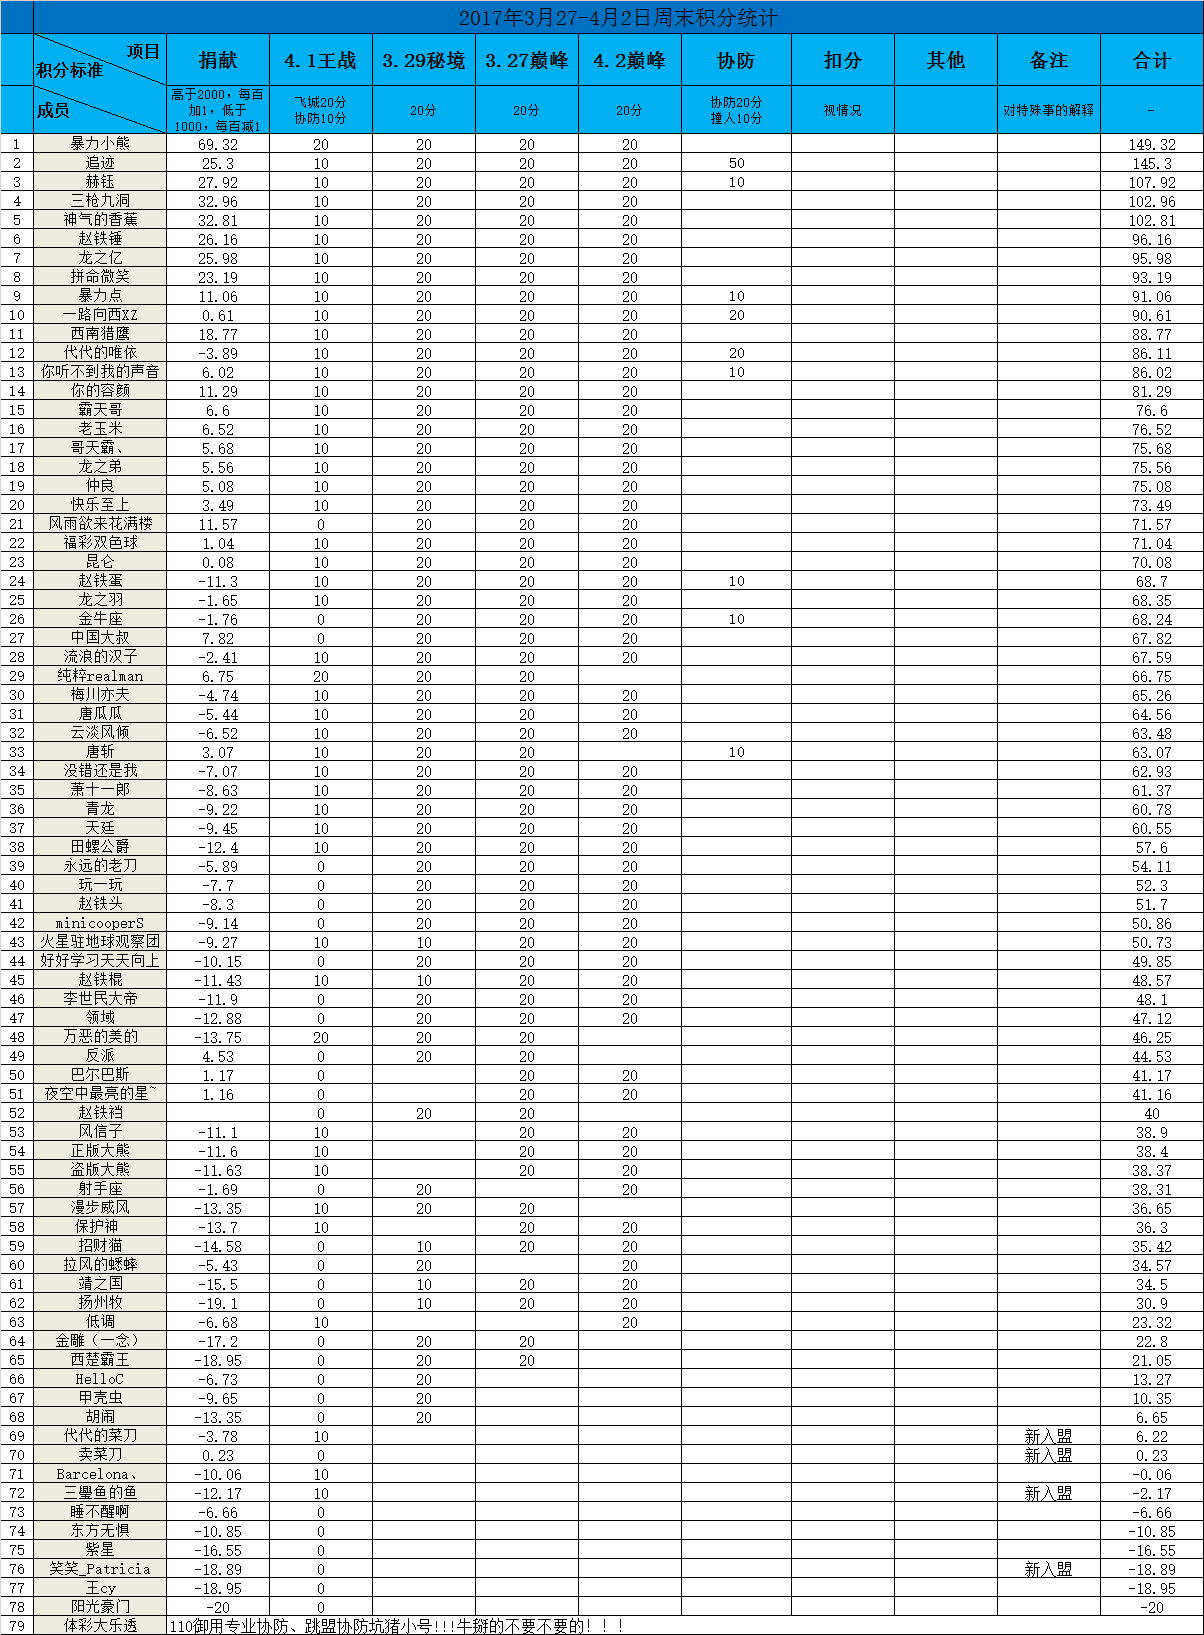 2017年3月27-4月2日周末积分统计
项目 积分标准 捐献 4.1王战 3.29秘境 3.27巅峰 4.2巅峰 协防 扣分 其他 备注 合计
成员 高于2000，每百加1，低于1000，每百减1 飞城20分 协防10分 20分 20分 20分 协防20分 撞人10分 视情况 对特殊事的解释 -
1 暴力小熊 69.32 20 20 20 20 149.32
2 追迹 25.3 10 20 20 20 50 145.3
3 赫钰 27.92 10 20 20 20 10 107.92
4 三枪九洞 32.96 10 20 20 20 102.96
5 神气的香蕉 32.81 10 20 20 20 102.81
6 赵铁锤 26.16 10 20 20 20 96.16
7 龙之亿 25.98 10 20 20 20 95.98
8 拼命微笑 23.19 10 20 20 20 93.19
9 暴力点 11.06 10 20 20 20 10 91.06
10 一路向西XZ 0.61 10 20 20 20 20 90.61
11 西南猎鹰 18.77 10 20 20 20 88.77
12 代代的唯依 -3.89 10 20 20 20 20 86.11
13 你听不到我的声音 6.02 10 20 20 20 10 86.02
14 你的容颜 11.29 10 20 20 20 81.29
15 霸天哥 6.6 10 20 20 20 76.6
16 老玉米 6.52 10 20 20 20 76.52
17 哥天霸、 5.68 10 20 20 20 75.68
18 龙之弟 5.56 10 20 20 20 75.56
19 仲良 5.08 10 20 20 20 75.08
20 快乐至上 3.49 10 20 20 20 73.49
21 风雨欲来花满楼 11.57 0 20 20 20 71.57
22 福彩双色球 1.04 10 20 20 20 71.04
23 昆仑 0.08 10 20 20 20 70.08
24 赵铁蛋 -11.3 10 20 20 20 10 68.7
25 龙之羽 -1.65 10 20 20 20 68.35
26 金牛座 -1.76 0 20 20 20 10 68.24
27 中国大叔 7.82 0 20 20 20 67.82
28 流浪的汉子 -2.41 10 20 20 20 67.59
29 纯粹realman 6.75 20 20 20 66.75
30 梅川亦夫 -4.74 10 20 20 20 65.26
31 唐瓜瓜 -5.44 10 20 20 20 64.56
32 云淡风倾 -6.52 10 20 20 20 63.48
33 唐斩 3.07 10 20 20 10 63.07
34 没错还是我 -7.07 10 20 20 20 62.93
35 萧十一郎 -8.63 10 20 20 20 61.37
36 青龙 -9.22 10 20 20 20 60.78
37 天廷 -9.45 10 20 20 20 60.55
38 田螺公爵 -12.4 10 20 20 20 57.6
39 永远的老刀 -5.89 0 20 20 20 54.11
40 玩一玩 -7.7 0 20 20 20 52.3
41 赵铁头 -8.3 0 20 20 20 51.7
42 minicooperS -9.14 0 20 20 20 50.86
43 火星驻地球观察团 -9.27 10 10 20 20 50.73
44 好好学习天天向上 -10.15 0 20 20 20 49.85
45 赵铁棍 -11.43 10 10 20 20 48.57
46 李世民大帝 -11.9 0 20 20 20 48.1
47 领域 -12.88 0 20 20 20 47.12
48 万恶的美的 -13.75 20 20 20 46.25
49 反派 4.53 0 20 20 44.53
50 巴尔巴斯 1.17 0 20 20 41.17
51 夜空中最亮的星~ 1.16 0 20 20 41.16
52 赵铁裆 0 20 20 40
53 风信子 -11.1 10 20 20 38.9
54 正版大熊 -11.6 10 20 20 38.4
55 盗版大熊 -11.63 10 20 20 38.37
56 射手座 -1.69 0 20 20 38.31
57 漫步威风 -13.35 10 20 20 36.65
58 保护神 -13.7 10 20 20 36.3
59 招财猫 -14.58 0 10 20 20 35.42
60 拉风的蟋蟀 -5.43 0 20 20 34.57
61 靖之国 -15.5 0 10 20 20 34.5
62 扬州牧 -19.1 0 10 20 20 30.9
63 低调 -6.68 10 20 23.32
64 金雕（一念） -17.2 0 20 20 22.8
65 西楚霸王 -18.95 0 20 20 21.05
66 HelloC -6.73 0 20 13.27
67 甲壳虫 -9.65 0 20 10.35
68 胡闹 -13.35 0 20 6.65
69 代代的菜刀 -3.78 10 新入盟 6.22
70 卖菜刀 0.23 0 新入盟 0.23
71 Barcelona、 -10.06 10 -0.06
72 三璺鱼的鱼 -12.17 10 新入盟 -2.17
73 睡不醒啊 -6.66 0 -6.66
74 东方无惧 -10.85 0 -10.85
75 紫星 -16.55 0 -16.55
76 笑笑_Patricia -18.89 0 新入盟 -18.89
77 王cy -18.95 0 -18.95
78 阳光豪门 -20 0 -20
79 体彩大乐透 110御用专业协防、跳盟协防坑猪小号!!!牛掰的不要不要的！！！